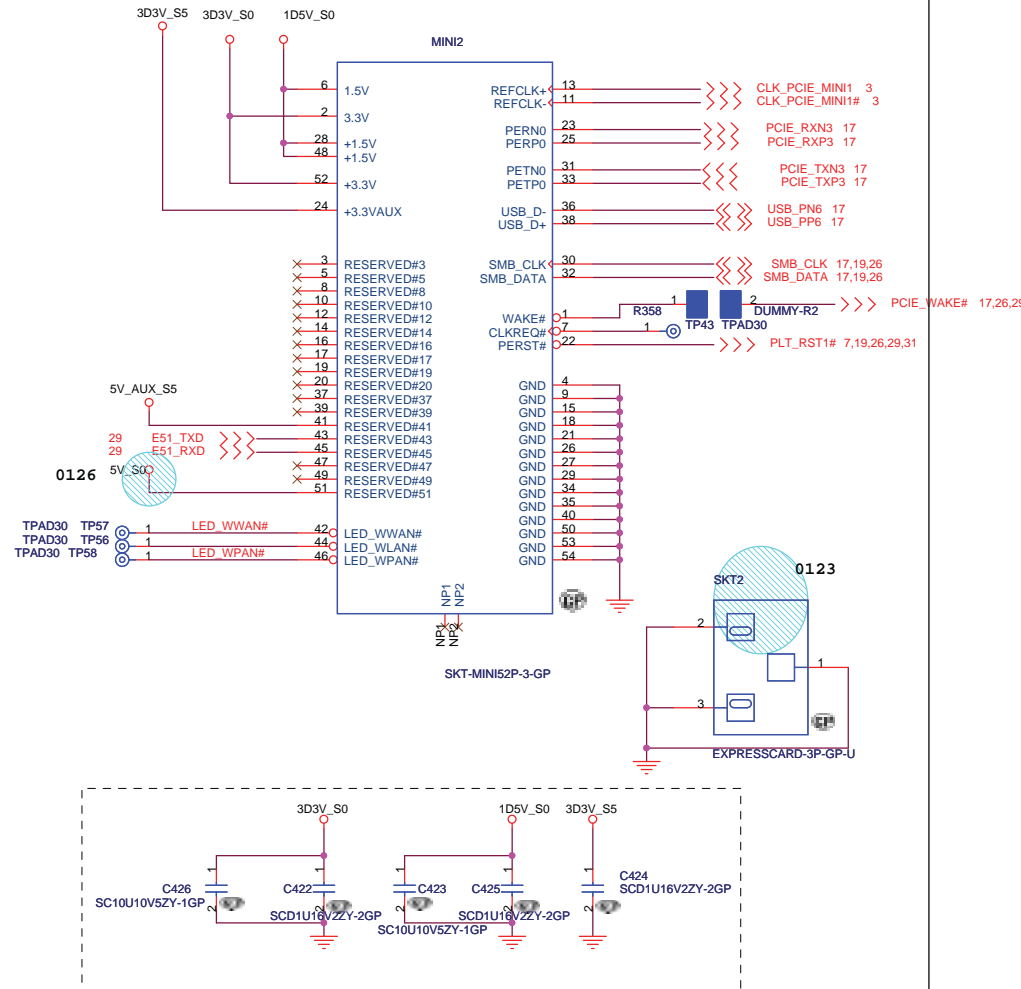 3D3V_S5 3D3V_S0 1D5V_S0
MINI2
6 1.5V
2 3.3V
28 +1.5V
48 +1.5V
52 +3.3V
24 +3.3VAUX
3 RESERVED#3
5 RESERVED#5
8 RESERVED#8
10 RESERVED#10
12 RESERVED#12
14 RESERVED#14
16 RESERVED#16
17 RESERVED#17
19 RESERVED#19
20 RESERVED#20
37 RESERVED#37
39 RESERVED#39
5V_AUX_S5
41 RESERVED#41
29 E51_TXD 43 RESERVED#43
29 E51_RXD 45 RESERVED#45
47 RESERVED#47
0126 5V_S0
49 RESERVED#49
51 RESERVED#51
TPAD30 TP57 1 LED_WWAN# 42 LED_WWAN#
TPAD30 TP56 1 44 LED_WLAN#
TPAD30 TP58 1 LED_WPAN# 46 LED_WPAN#
REFCLK+ 13 CLK_PCIE_MINI1 3
REFCLK- 11 CLK_PCIE_MINI1# 3
PERN0 23 PCIE_RXN3 17
PERP0 25 PCIE_RXP3 17
PETN0 31 PCIE_TXN3 17
PETP0 33 PCIE_TXP3 17
USB_D- 36 USB_PN6 17
USB_D+ 38 USB_PP6 17
SMB_CLK 30 SMB_CLK 17,19,26
SMB_DATA 32 SMB_DATA 17,19,26
WAKE# 1 R358 1 2 DUMMY-R2 PCIE_WAKE# 17,26,29
CLKREQ# 7 1 TP43 TPAD30
PERST# 22 PLT_RST1# 7,19,26,29,31
GND 4
GND 9
GND 15
GND 18
GND 21
GND 26
GND 27
GND 29
GND 34
GND 35
GND 40
GND 50
GND 53
GND 54
NP1 NP2
NP1 NP2
GP
SKT-MINI52P-3-GP
SKT2 0123
2
1
3
GP
EXPRESSCARD-3P-GP-U
3D3V_S0 1D5V_S0 3D3V_S5
1 1 1 1 1
C426 C422 C423 C425 C424
SC10U10V5ZY-1GP SCD1U16V2ZY-2GP SC10U10V5ZY-1GP SCD1U16V2ZY-2GP SCD1U16V2ZY-2GP
2 2 2 2 2